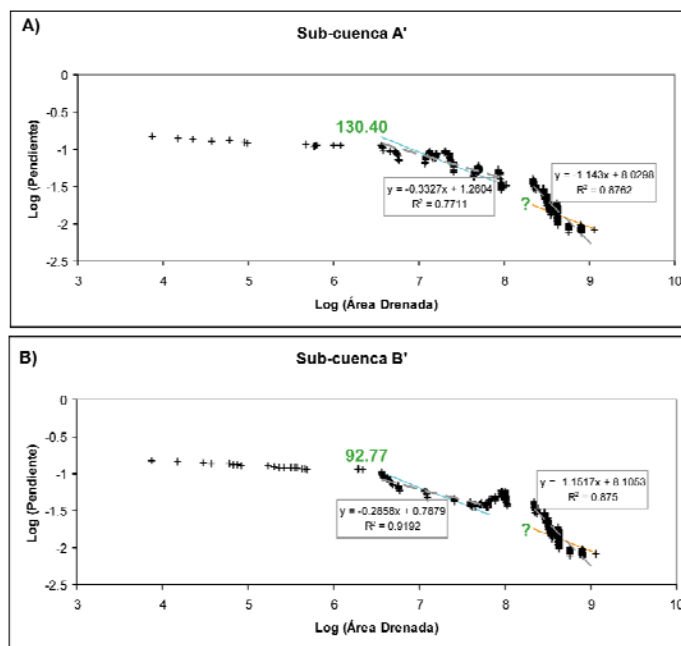 A)
Sub-cuenca A'
0
-0.5
-1
-1.5
-2
-2.5
Log (Pendiente)
130.40
y = -0.3327x + 1.2604
R² = 0.7711
y = -1.143x + 8.0298
R² = 0.8762
?
3 4 5 6 7 8 9 10
Log (Área Drenada)
B)
Sub-cuenca B'
0
-0.5
-1
-1.5
-2
-2.5
Log (Pendiente)
92.77
y = -0.2858x + 0.7879
R² = 0.9192
y = -1.1517x + 8.1053
R² = 0.875
?
3 4 5 6 7 8 9 10
Log (Área Drenada)